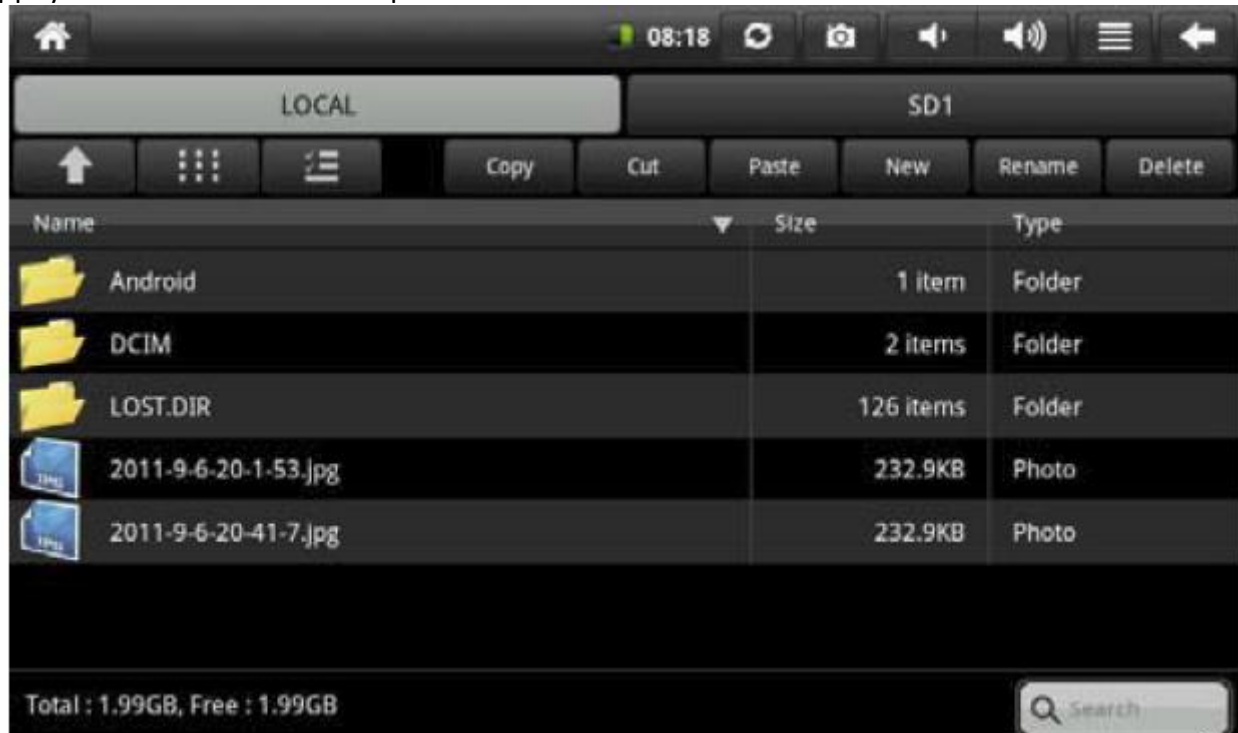 08:18
LOCAL SD1
Copy Cut Paste New Rename Delete
Name Size Type
Android 1 item Folder
DCIM 2 items Folder
LOST.DIR 126 items Folder
2011-9-6-20-1-53.jpg 232.9KB Photo
2011-9-6-20-41-7.jpg 232.9KB Photo
Total : 1.99GB, Free : 1.99GB
Search